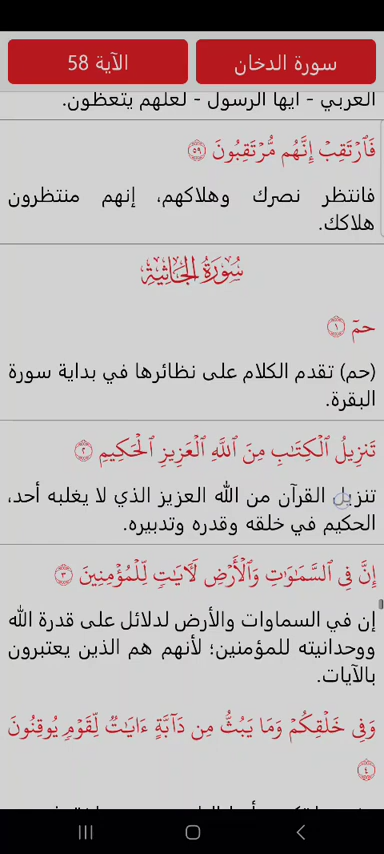 سورة الدخان
الآية 58
العربي - أيها الرسول - لعلهم يتعظون.
فَٱرۡتَقِبۡ إِنَّهُم مُّرۡتَقِبُونَ ٥٩
فانتظر نصرك وهلاكهم، إنهم منتظرون
هلاكك.
سُورَةُ الجَاثِيَةِ
حمٓ ١
(حم) تقدم الكلام على نظائرها في بداية سورة
البقرة.
تَنزِيلُ ٱلۡكِتَٰبِ مِنَ ٱللَّهِ ٱلۡعَزِيزِ ٱلۡحَكِيمِ ٢
تنزيل القرآن من الله العزيز الذي لا يغلبه أحد،
الحكيم في خلقه وقدره وتدبيره.
إِنَّ فِي ٱلسَّمَٰوَٰتِ وَٱلۡأَرۡضِ لَأٓيَٰتٖ لِّلۡمُؤۡمِنِينَ ٣
إن في السماوات والأرض لدلائل على قدرة الله
ووحدانيته للمؤمنين؛ لأنهم هم الذين يعتبرون
بالآيات.
وَفِي خَلۡقِكُمۡ وَمَا يَبُثُّ مِن دَآبَّةٍ ءَايَٰتٞ لِّقَوۡمٖ يُوقِنُونَ
٤